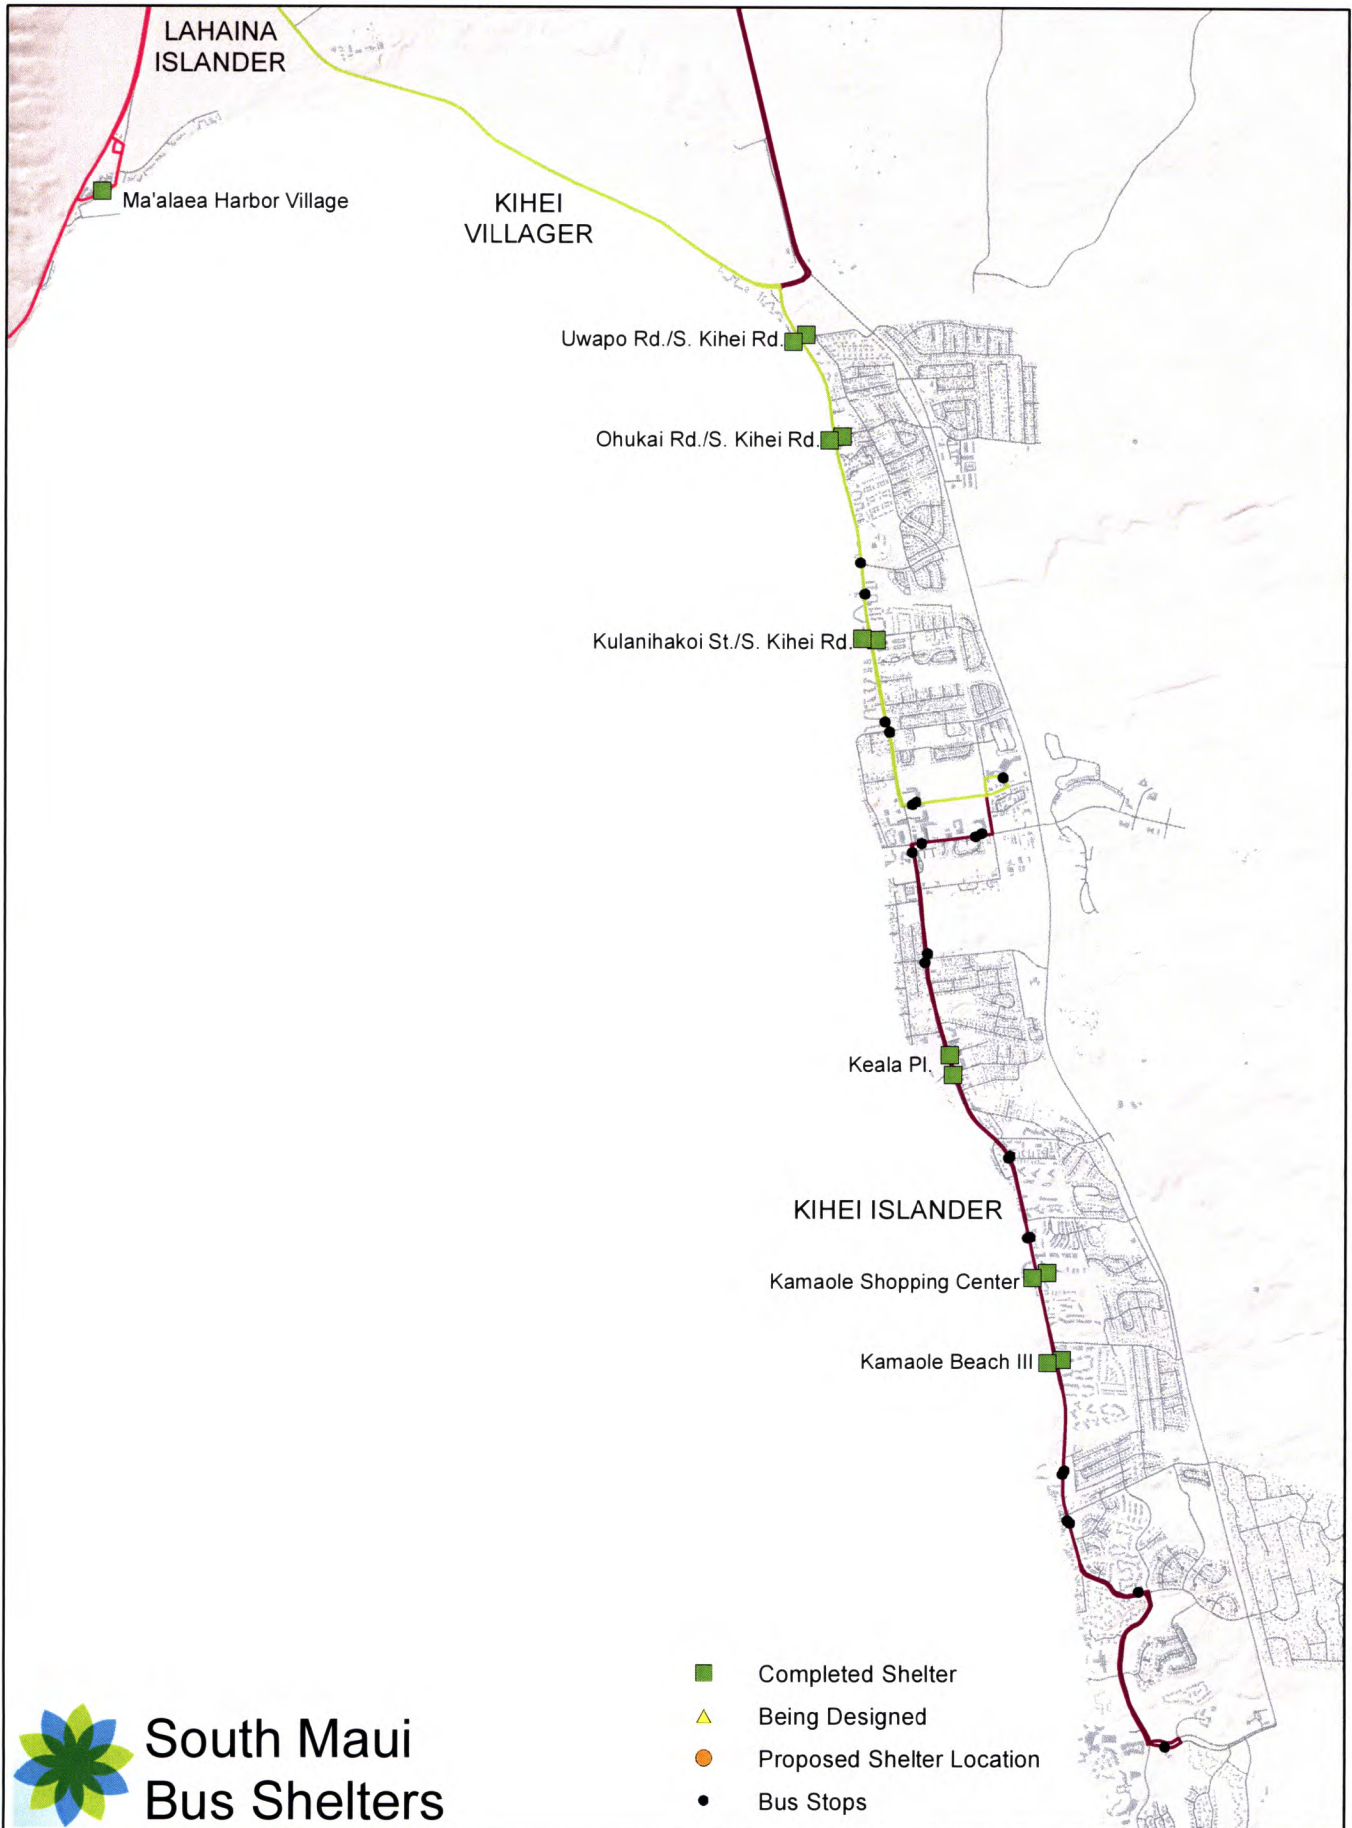 LAHAINA
ISLANDER
Ma'alaea Harbor Village
KIHEI
VILLAGER
Uwapo Rd./S. Kihei Rd.
Ohukai Rd./S. Kihei Rd.
Kulanihakoi St./S. Kihei Rd.
Keala Pl.
KIHEI ISLANDER
Kamaole Shopping Center
Kamaole Beach III
Completed Shelter
Being Designed
Proposed Shelter Location
Bus Stops
South Maui
Bus Shelters